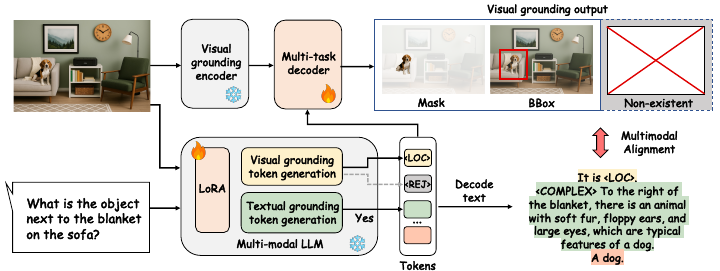 Visual grounding output
Visual
grounding
encoder
Multi-task
decoder
Mask
BBox
Non-existent
Multimodal
Alignment
LoRA
Visual grounding
token generation
Textual grounding
token generation
Yes
Multi-modal LLM
<LOC>
<REJ>
...
Tokens
Decode
text
What is the object
next to the blanket
on the sofa?
It is <LOC>.
<COMPLEX> To the right of
the blanket, there is an animal
with soft fur, floppy ears, and
large eyes, which are typical
features of a dog.
A dog.